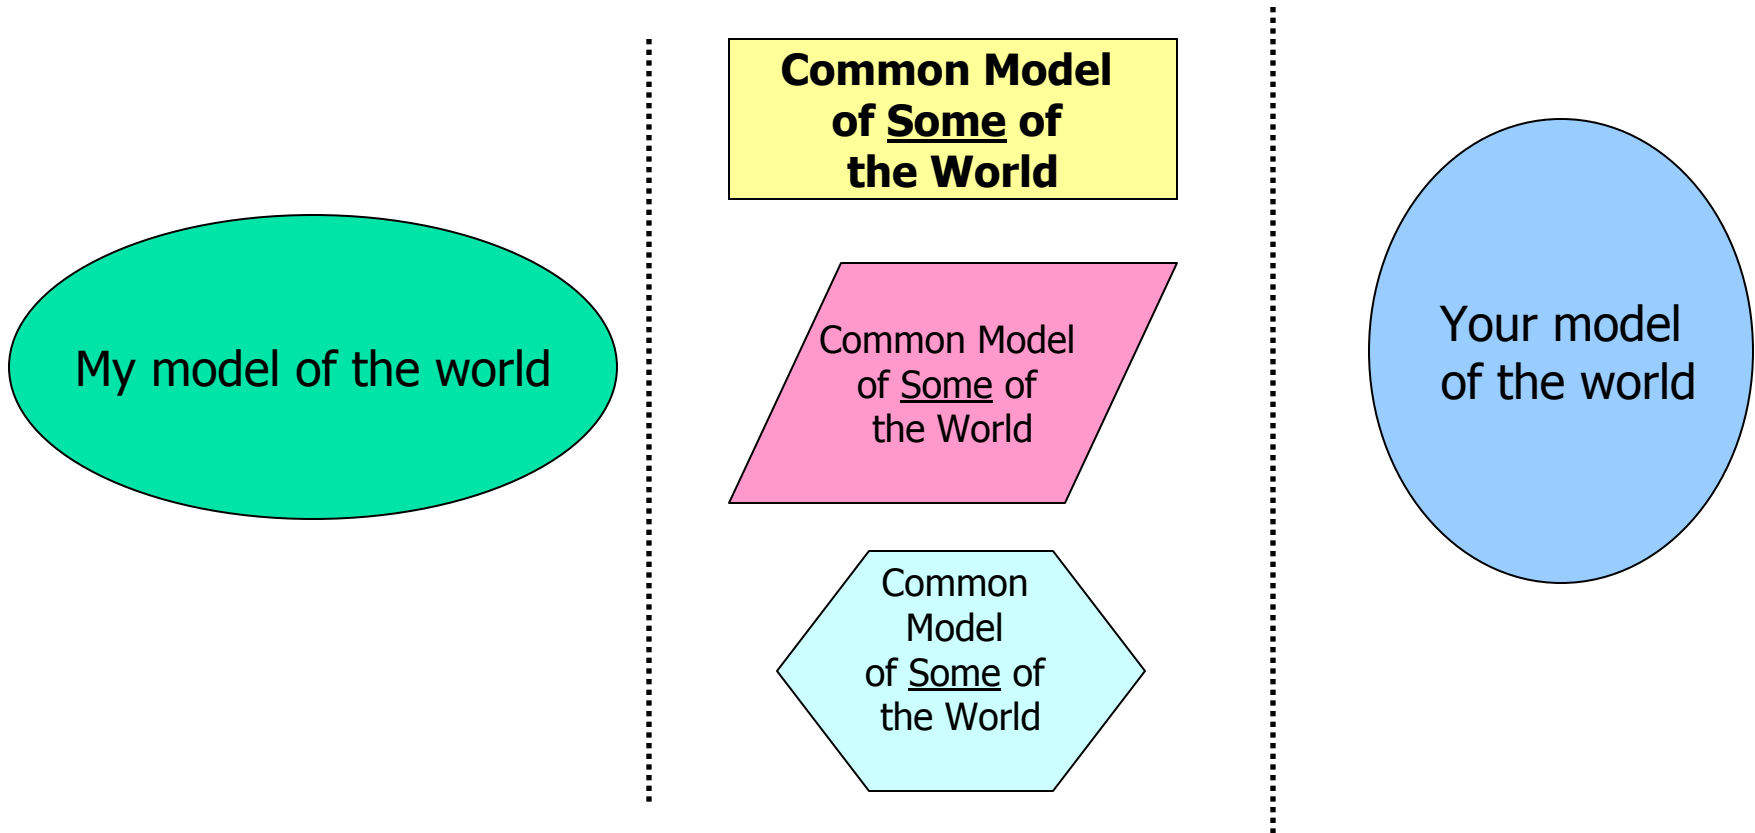 My model of the world
Common Model
of Some of
the World
Common Model
of Some of
the World
Common
Model
of Some of
the World
Your model
of the world